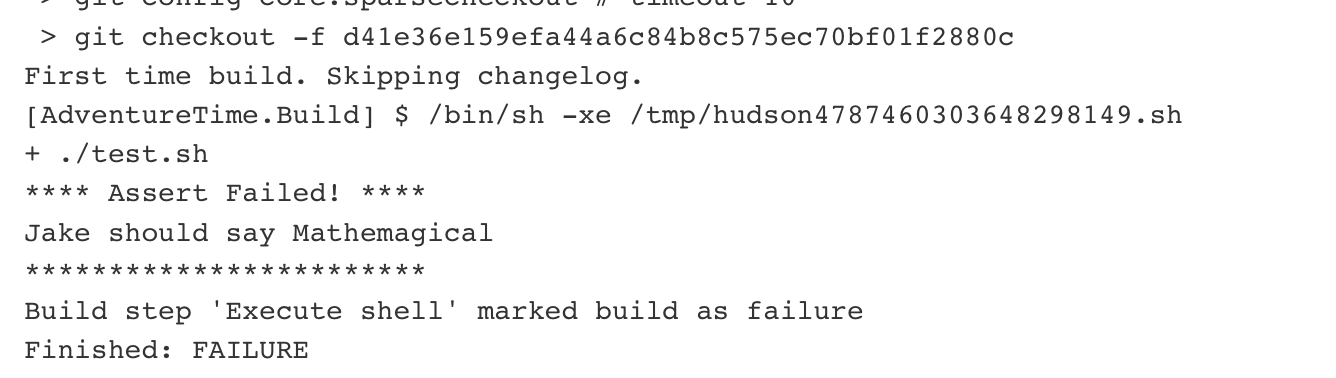 > git config core.sparsecheckout # timeout=10
> git checkout -f d41e36e159efa44a6c84b8c575ec70bf01f2880c
First time build. Skipping changelog.
[AdventureTime.Build] $ /bin/sh -xe /tmp/hudson4787460303648298149.sh
+ ./test.sh
**** Assert Failed! ****
Jake should say Mathemagical
************************
Build step 'Execute shell' marked build as failure
Finished: FAILURE